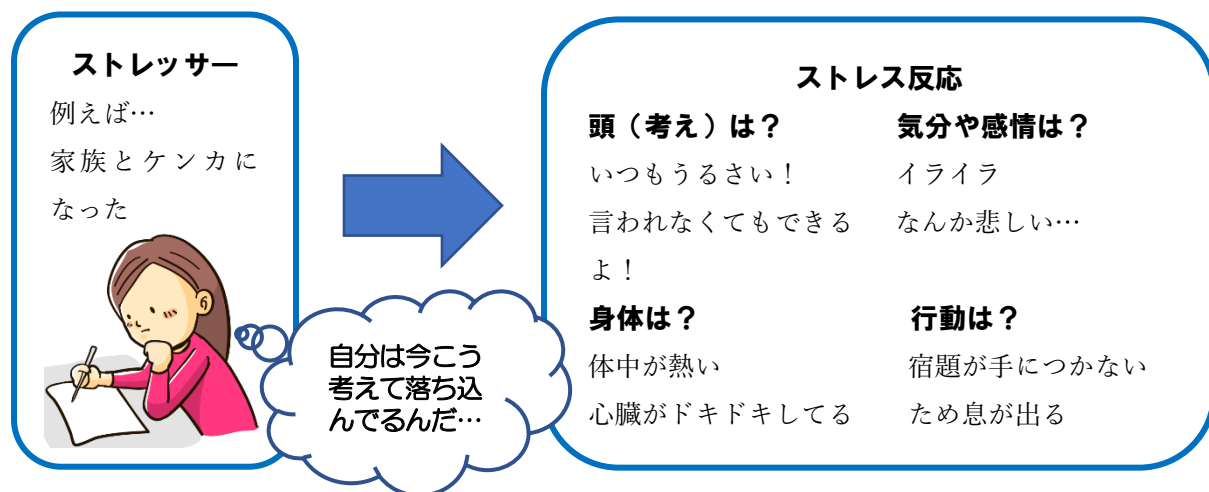 ストレッサー
例えば…
家族とケンカに
なった
自分は今こう
考えて落ち込
んでるんだ…
ストレス反応
頭（考え）は？
いつもうるさい！
言われなくてもできる
よ！
気分や感情は？
イライラ
なんか悲しい…
身体は？
体中が熱い
心臓がドキドキしてる
行動は？
宿題が手につかない
ため息が出る